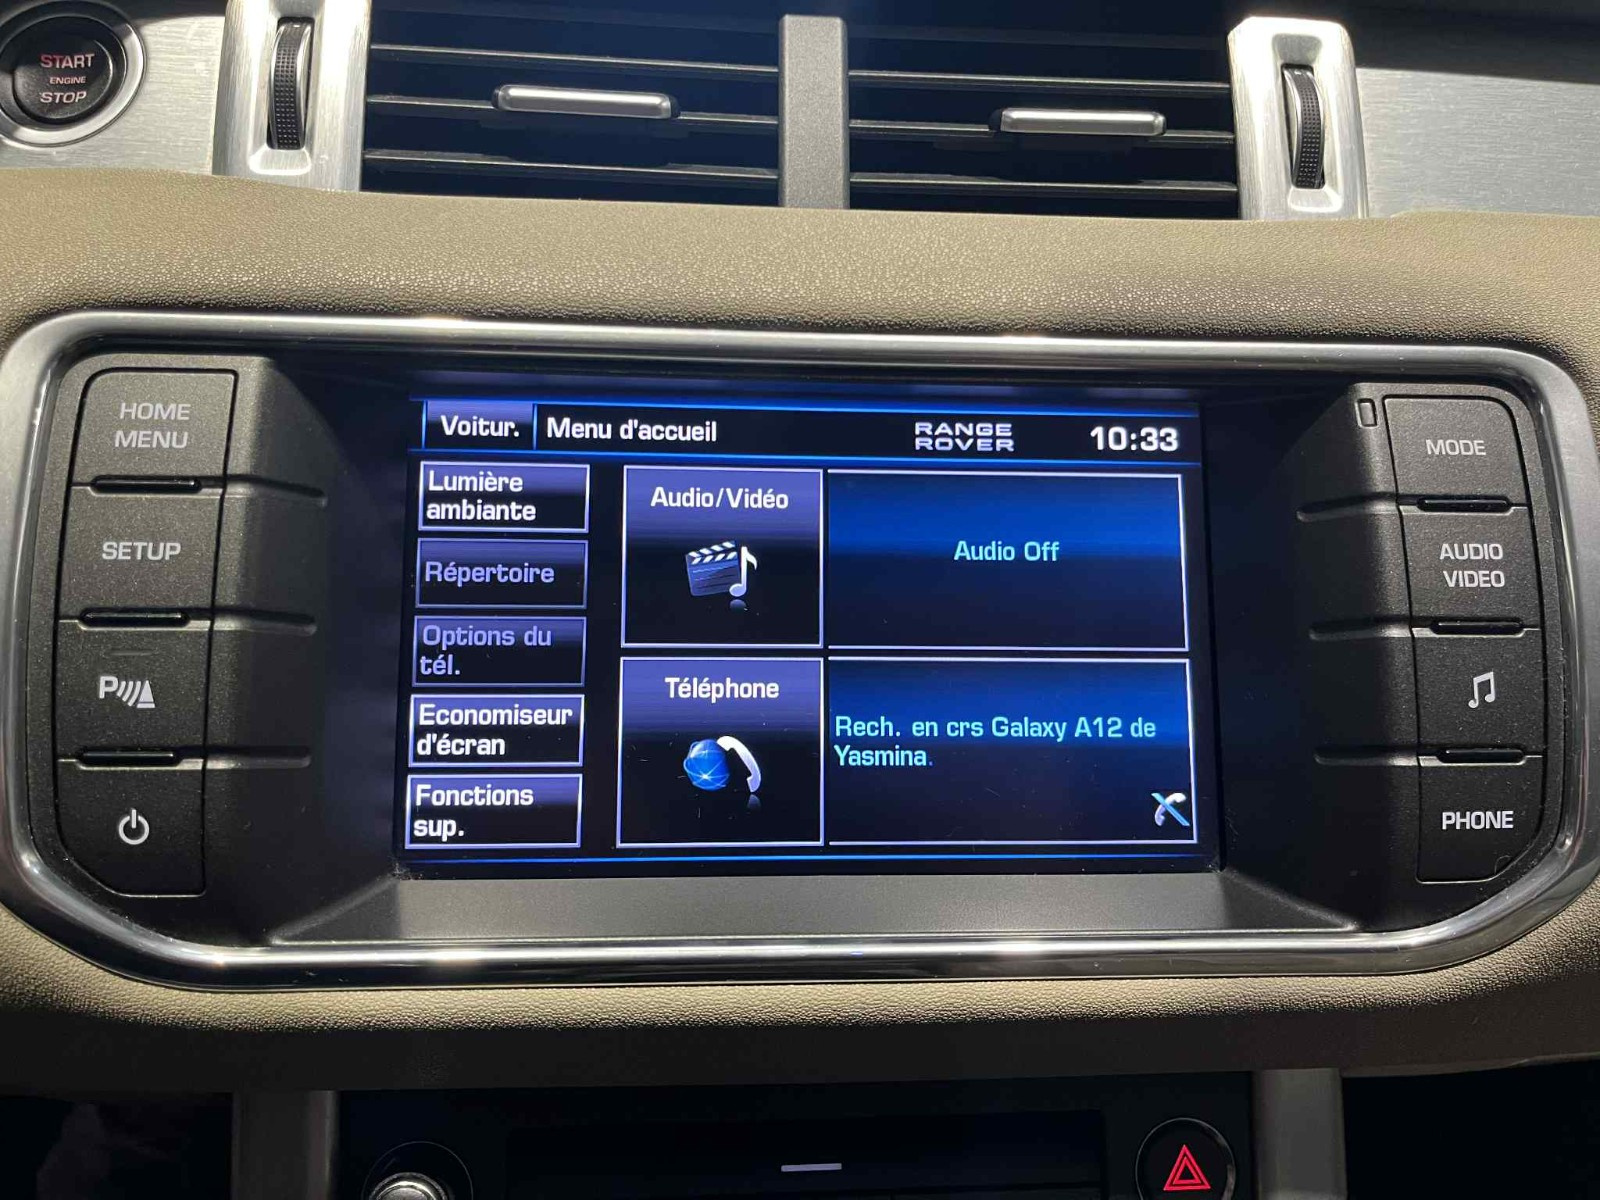 START
ENGINE
STOP
HOME
MENU
SETUP
P
Voitur.
Menu d'accueil
RANGE
ROVER
10:33
Lumière
ambiante
Répertoire
Options du
tél.
Economiseur
d'écran
Fonctions
sup.
Audio/Vidéo
Audio Off
Téléphone
Rech. en crs Galaxy A12 de
Yasmina.
MODE
AUDIO
VIDEO
PHONE